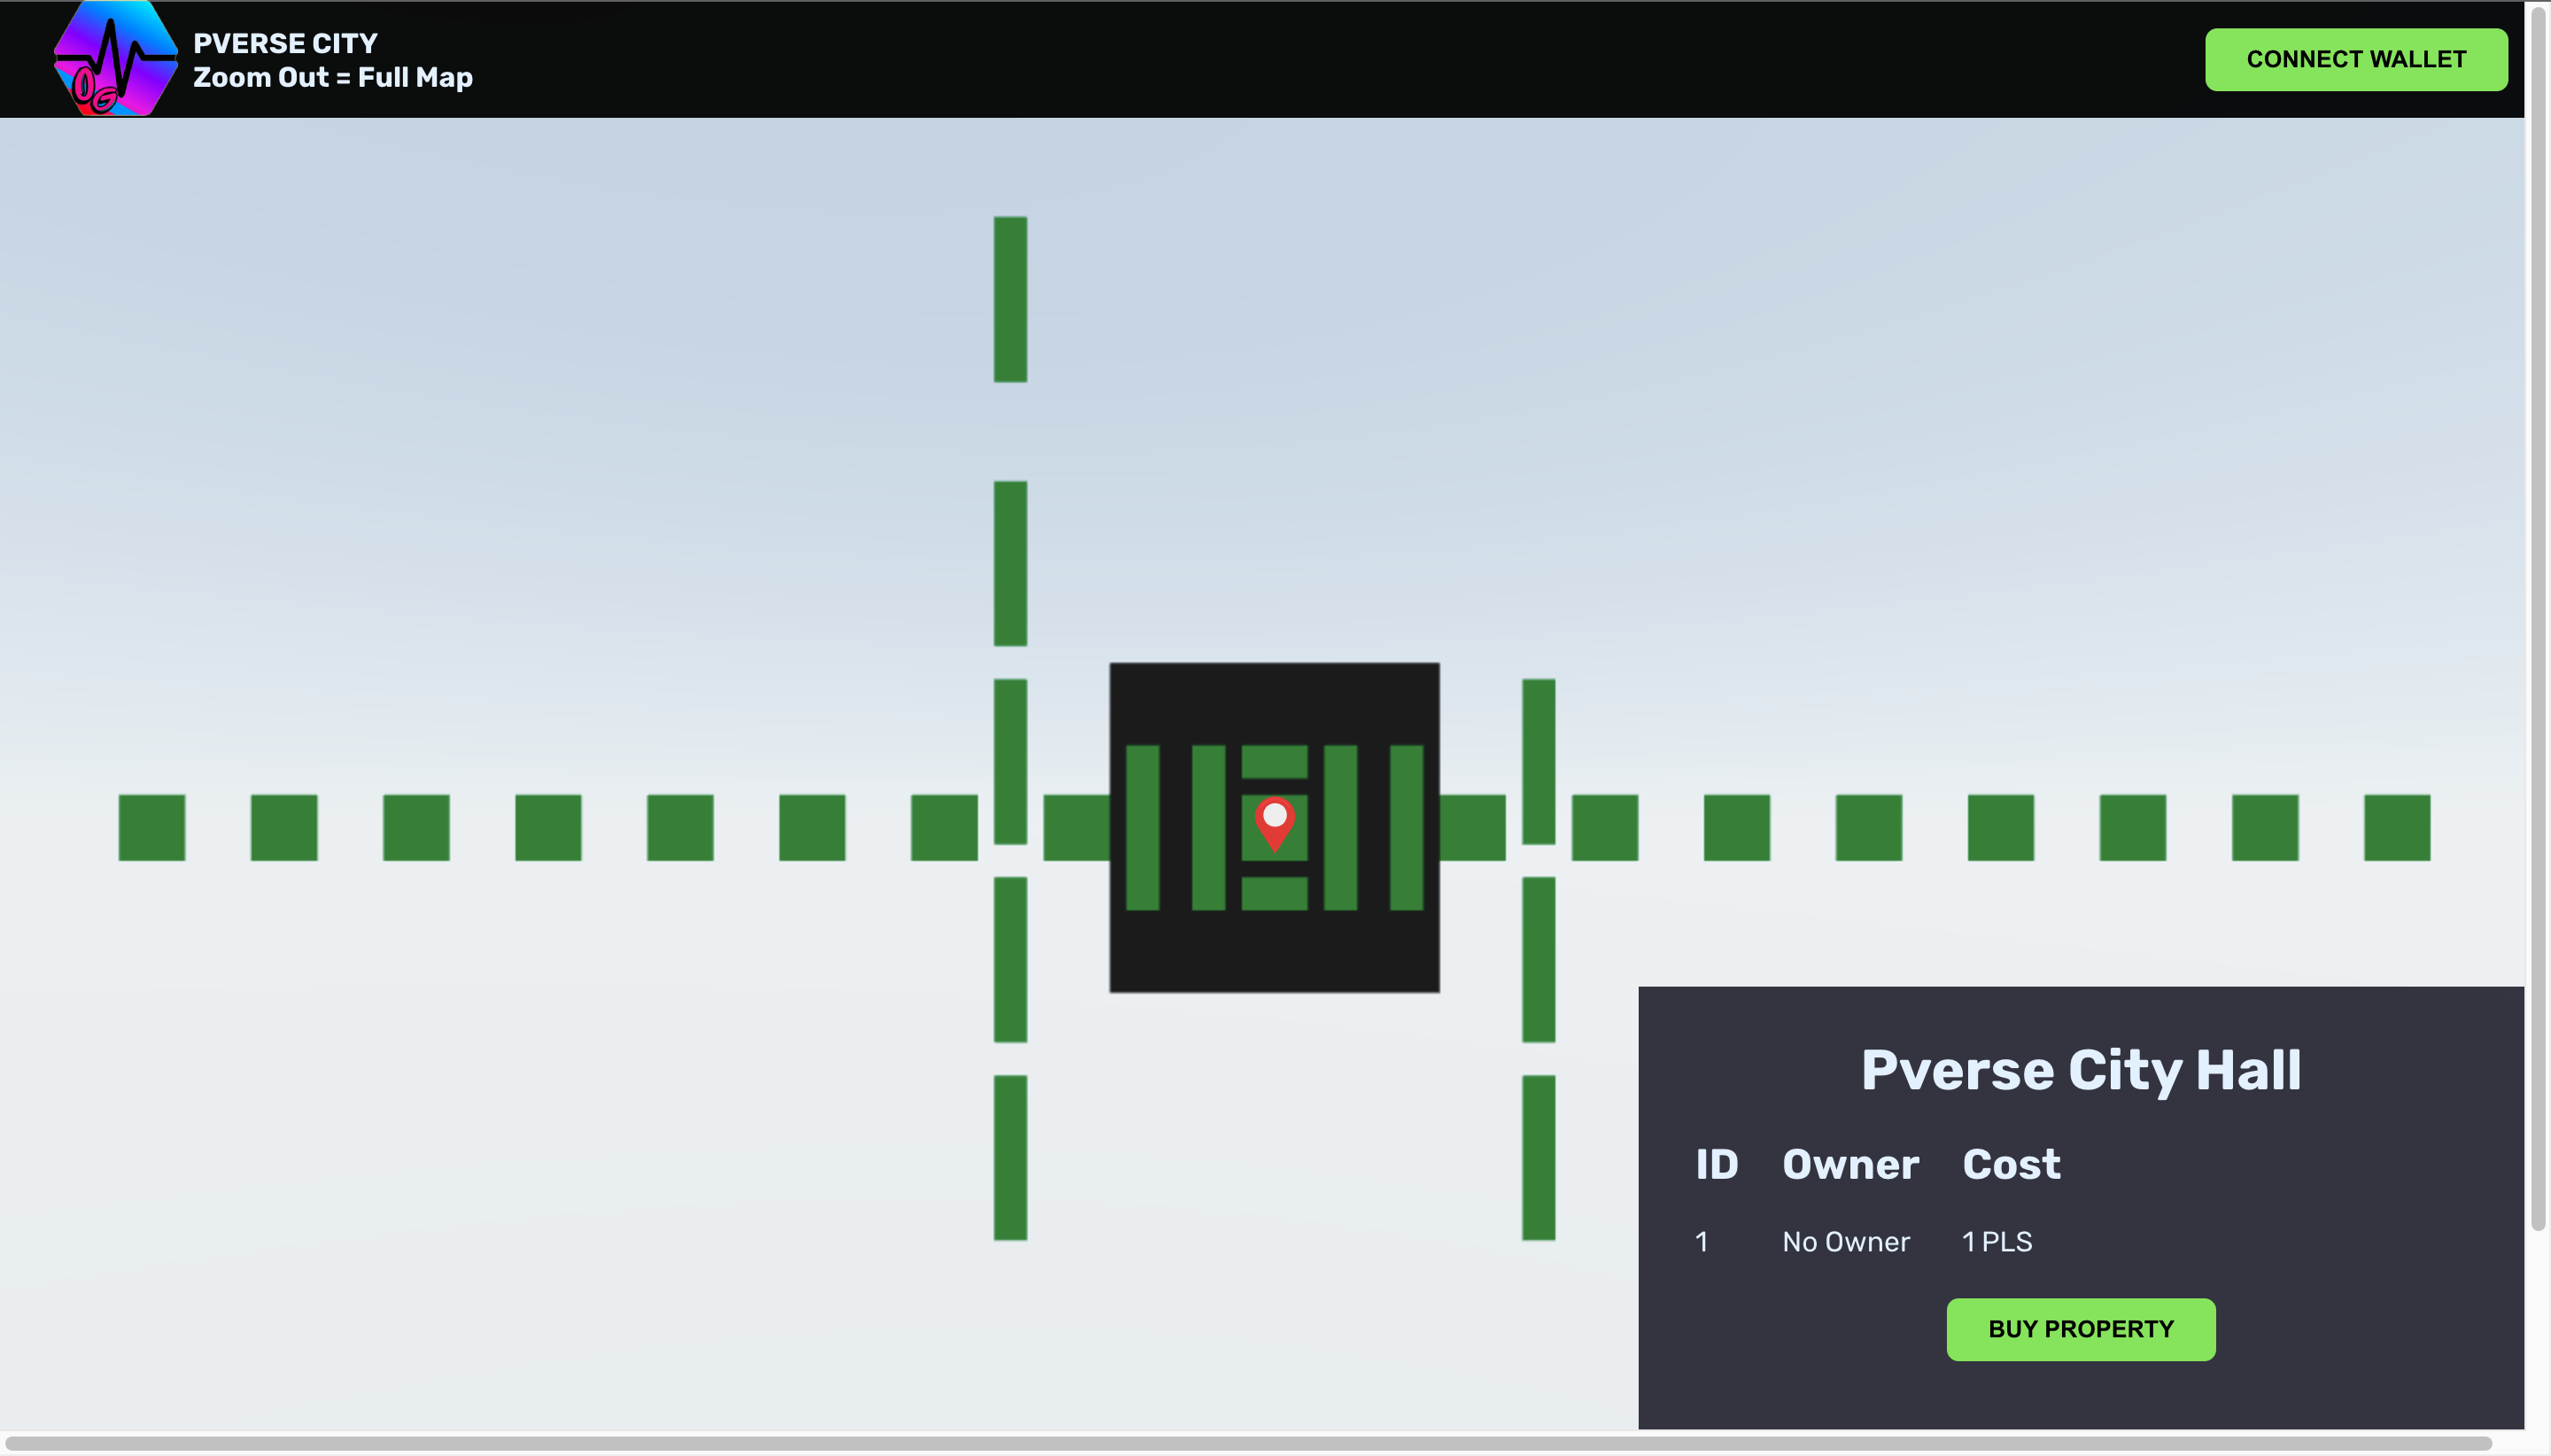 PVERSE CITY
Zoom Out = Full Map
OG
CONNECT WALLET
Pverse City Hall
ID Owner Cost
1 No Owner 1 PLS
BUY PROPERTY